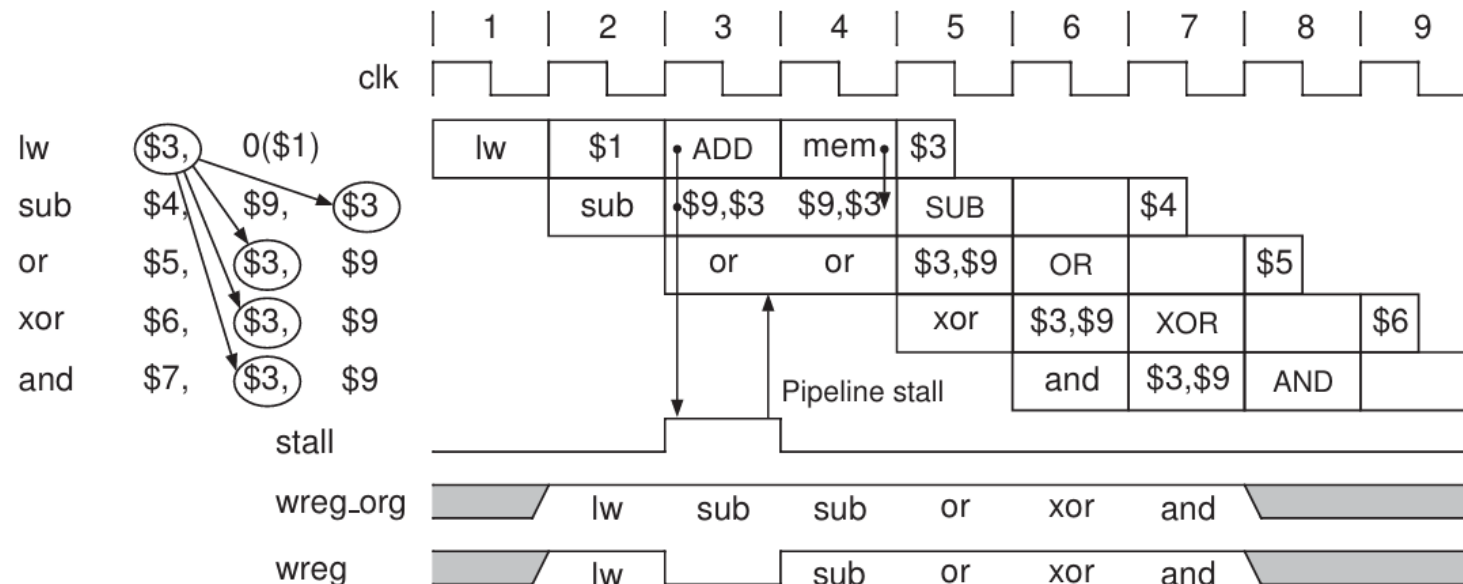 1 2 3 4 5 6 7 8 9
clk
lw $3, 0($1) lw $1 ADD mem $3
sub $4, $9, $3 sub $9,$3 $9,$3 SUB $4
or $5, $3, $9 or or $3,$9 OR $5
xor $6, $3, $9 xor $3,$9 XOR $6
and $7, $3, $9 and $3,$9 AND
Pipeline stall
stall
wreg_org lw sub sub or xor and
wreg lw sub or xor and